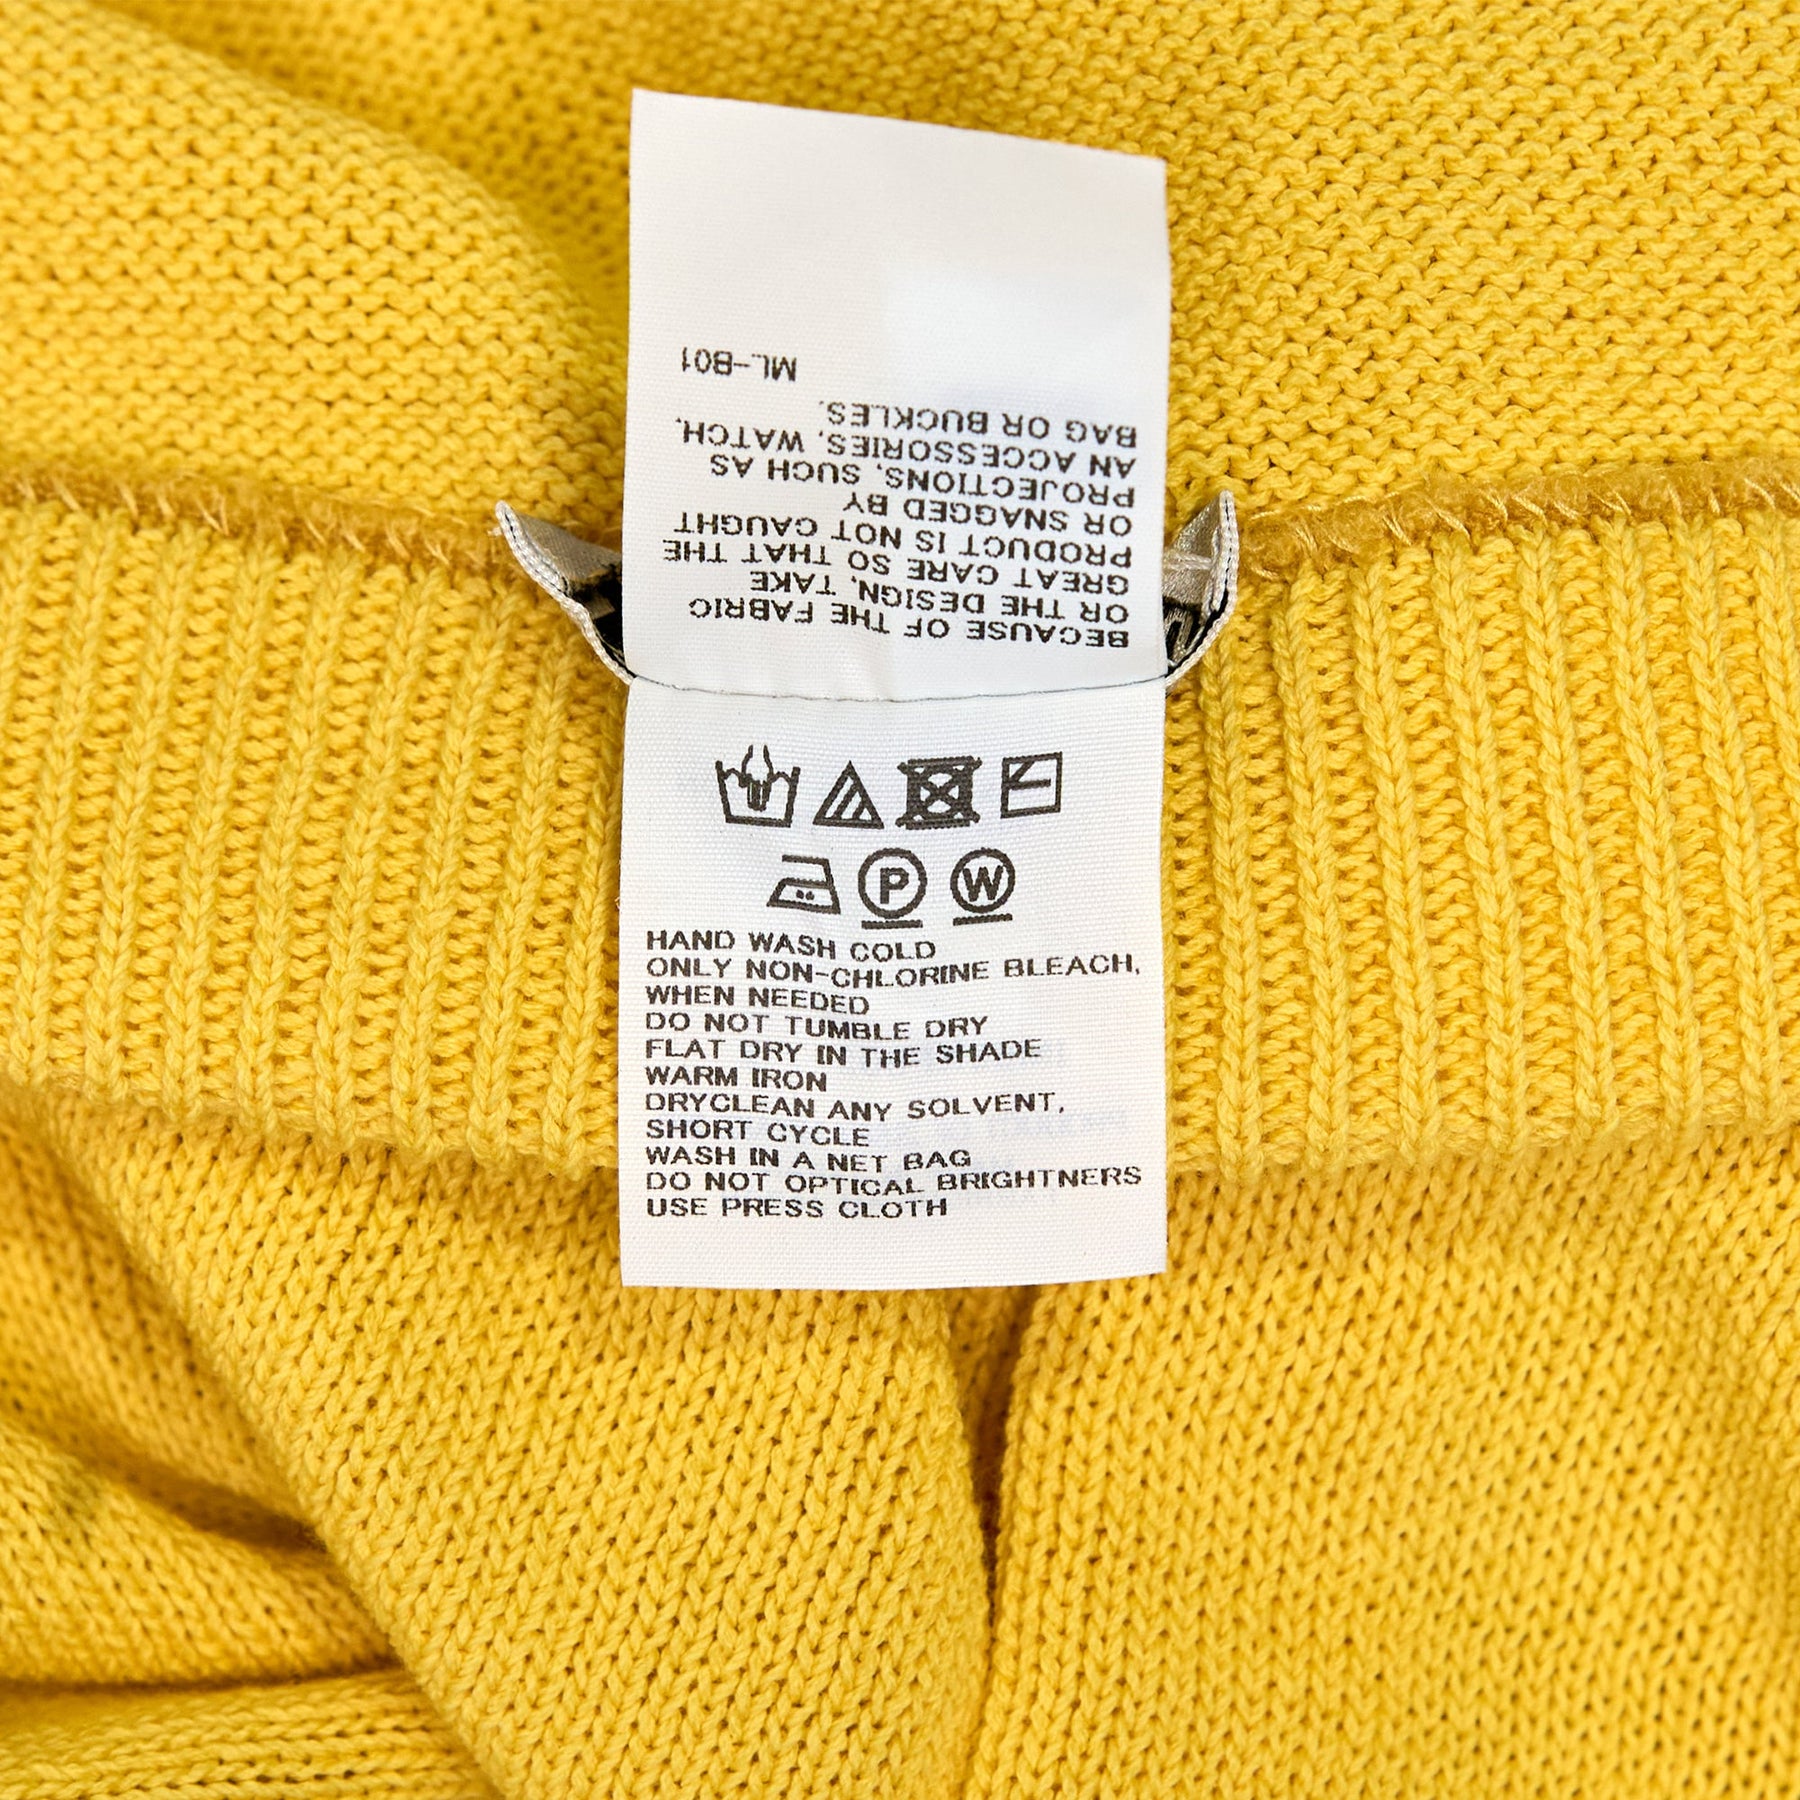 BECAUSE OF THE FABRIC
OR THE DESIGN, TAKE
GREAT CARE SO THAT THE
PRODUCT IS NOT CAUGHT
OR SNAGGED BY
PROJECTIONS, SUCH AS
AN ACCESSORIES, WATCH,
BAG OR BUCKLES.
ML-B01
P W
HAND WASH COLD
ONLY NON-CHLORINE BLEACH,
WHEN NEEDED
DO NOT TUMBLE DRY
FLAT DRY IN THE SHADE
WARM IRON
DRYCLEAN ANY SOLVENT,
SHORT CYCLE
WASH IN A NET BAG
DO NOT OPTICAL BRIGHTNERS
USE PRESS CLOTH